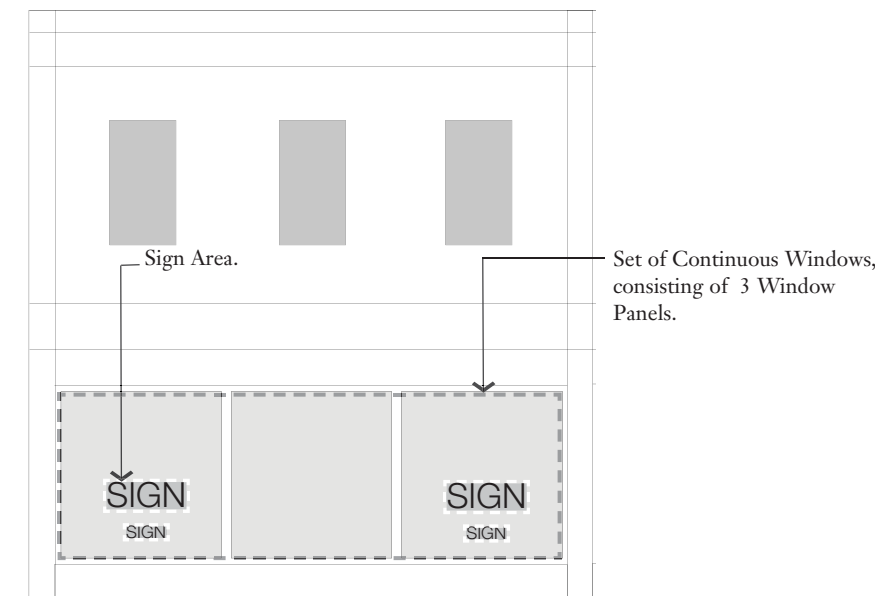 Sign Area.
Set of Continuous Windows,
consisting of 3 Window
Panels.
SIGN
SIGN
SIGN
SIGN